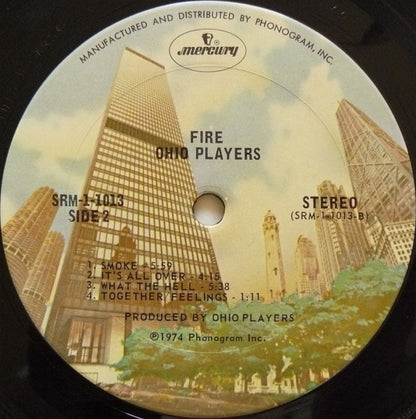 MANUFACTURED AND DISTRIBUTED BY PHONOGRAM, INC.
mercury
FIRE
OHIO PLAYERS
SRM-1-1013
SIDE 2
STEREO
(SRM-1-1013-B)
1. SMOKE - 5:59
2. IT'S ALL OVER - 4:15
3. WHAT THE HELL - 5:38
4. TOGETHER/FEELINGS - 1:11
PRODUCED BY OHIO PLAYERS
℗1974 Phonogram Inc.